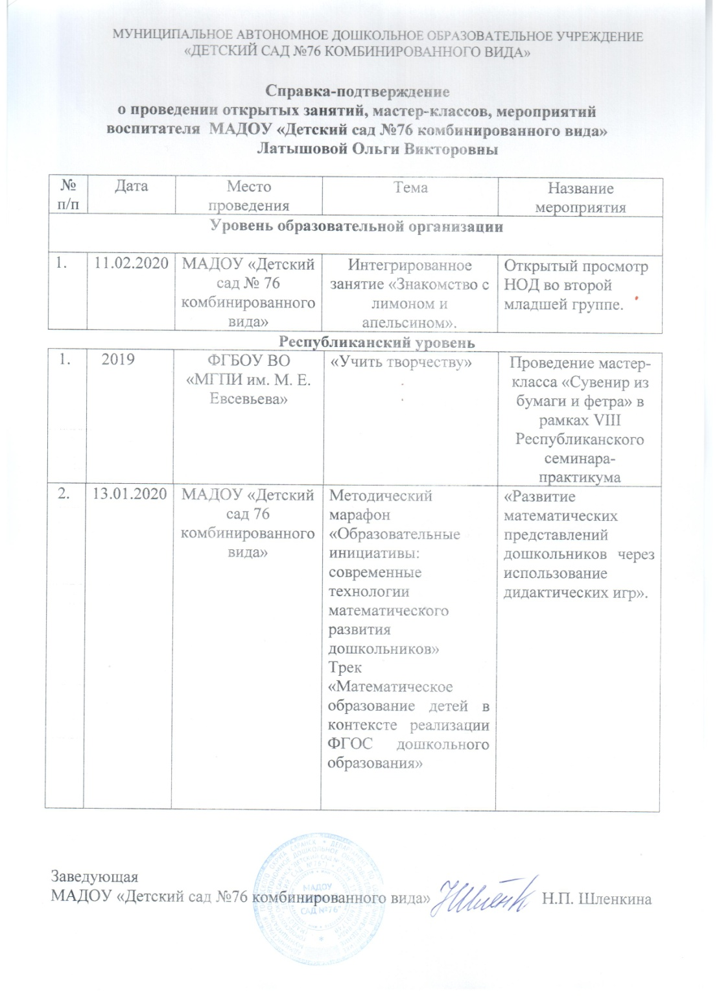 МУНИЦИПАЛЬНОЕ АВТОНОМНОЕ ДОШКОЛЬНОЕ ОБРАЗОВАТЕЛЬНОЕ УЧРЕЖДЕНИЕ
«ДЕТСКИЙ САД №76 КОМБИНИРОВАННОГО ВИДА»
Справка-подтверждение
о проведении открытых занятий, мастер-классов, мероприятий
воспитателя МАДОУ «Детский сад №76 комбинированного вида»
Латышовой Ольги Викторовны
№ п/п
Дата
Место проведения
Тема
Название мероприятия
Уровень образовательной организации
1.
11.02.2020
МАДОУ «Детский
сад № 76
комбинированного
вида»
Интегрированное
занятие «Знакомство с
лимоном и
апельсином».
Открытый просмотр
НОД во второй
младшей группе.
Республиканский уровень
1.
2019
ФГБОУ ВО
«МГПИ им. М. Е.
Евсевьева»
«Учить творчеству»
Проведение мастер-
класса «Сувенир из
бумаги и фетра» в
рамках VIII
Республиканского
семинара-
практикума
2.
13.01.2020
МАДОУ «Детский
сад 76
комбинированного
вида»
Методический
марафон
«Образовательные
инициативы:
современные
технологии
математического
развития
дошкольников»
Трек
«Математическое
образование детей в
контексте реализации
ФГОС дошкольного
образования»
«Развитие
математических
представлений
дошкольников через
использование
дидактических игр».
Заведующая
МАДОУ «Детский сад №76 комбинированного вида»
Н.П. Шленкина
МАДОУ
САД №76"